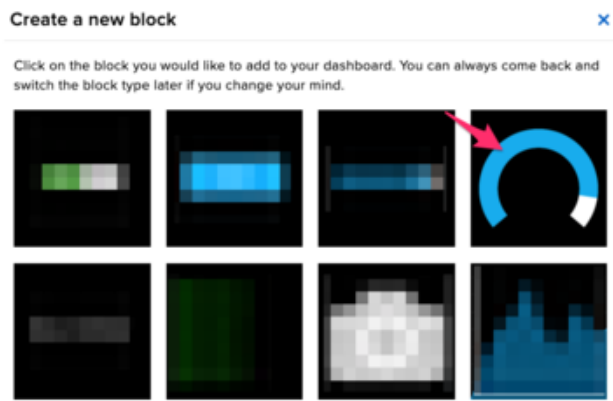 Create a new block
×
Click on the block you would like to add to your dashboard. You can always come back and
switch the block type later if you change your mind.